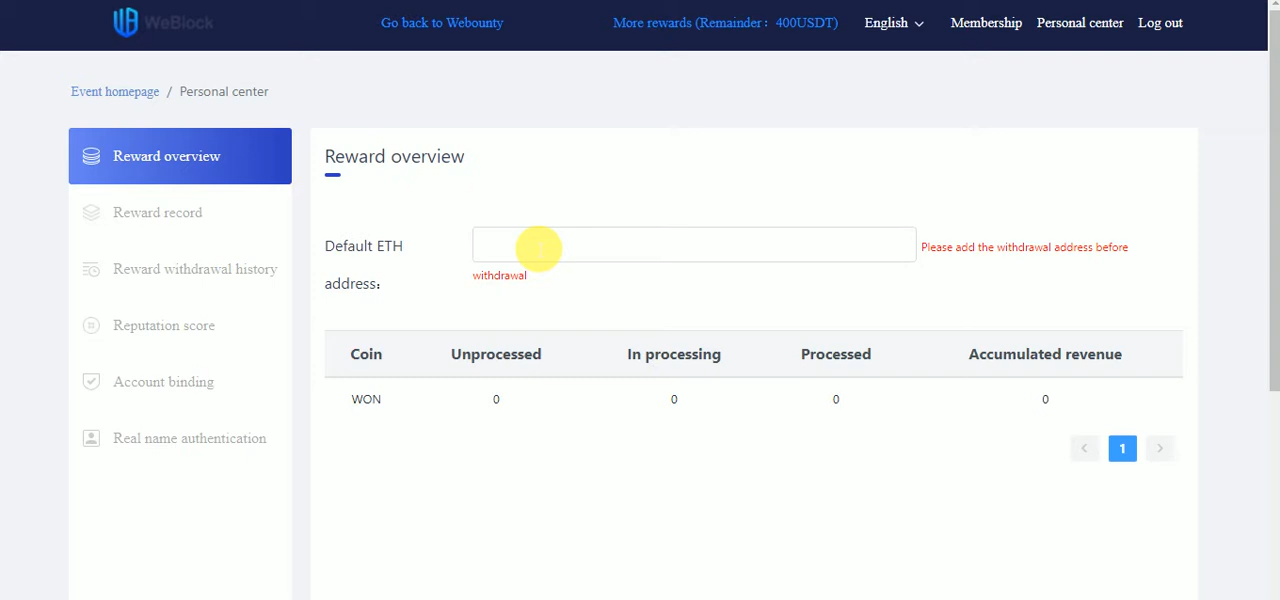 WeBlock
Go back to Webounty
More rewards (Remainder： 400USDT)
English
Membership
Personal center
Log out
Event homepage / Personal center
Reward overview
Reward record
Reward withdrawal history
Reputation score
Account binding
Real name authentication
Reward overview
Default ETH
address：
Please add the withdrawal address before
withdrawal
Coin Unprocessed In processing Processed Accumulated revenue
WON 0 0 0 0
< 1 >